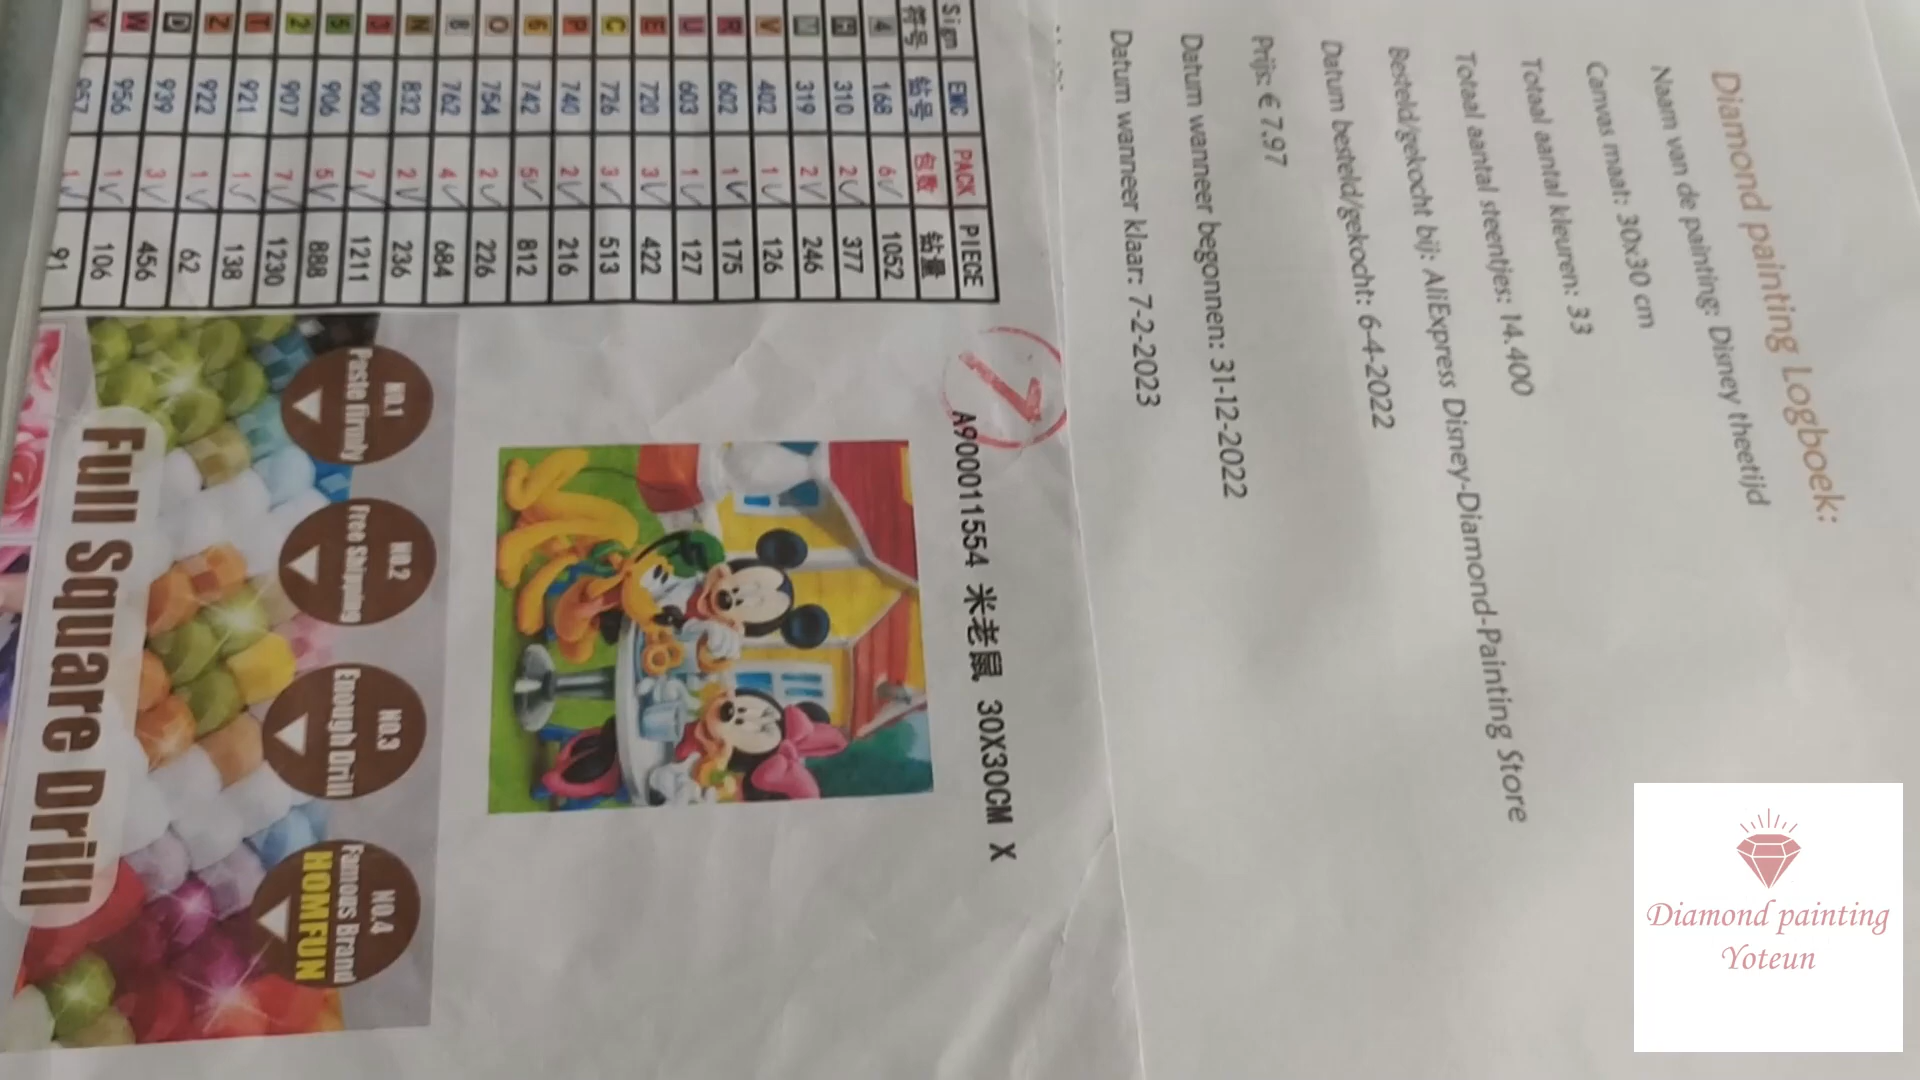 Diamond painting Logboek:
Naam van de painting: Disney theetijd
Canvas maat: 30x30 cm
Totaal aantal kleuren: 33
Totaal aantal steentjes: 14.400
Besteld/gekocht bij: AliExpress Disney-Diamond-Painting Store
Datum besteld/gekocht: 6-4-2022
Prijs: € 7.97
Datum wanneer begonnen: 31-12-2022
Datum wanneer klaar: 7-2-2023
Sign EMC PACK PIECE
符号 钻号 包数 钻量
4 168 6 1052
H 310 2 377
319 2 246
V 402 1 126
R 602 1 175
U 603 1 127
E 720 3 422
C 726 3 513
P 740 2 216
6 742 5 812
O 754 2 226
8 762 4 684
N 832 2 236
900 7 1211
5 906 5 888
2 907 7 1230
T 921 1 138
Z 922 1 62
D 939 3 456
W 956 1 106
Y 957 1 91
7
A900011554 米老鼠 30X30CM X
NO.1
Paste firmly
NO.2
Free Shipping
NO.3
Enough Drill
NO.4
Famous Brand
HOMFUN
Full Square Drill
Diamond painting
Yoteun